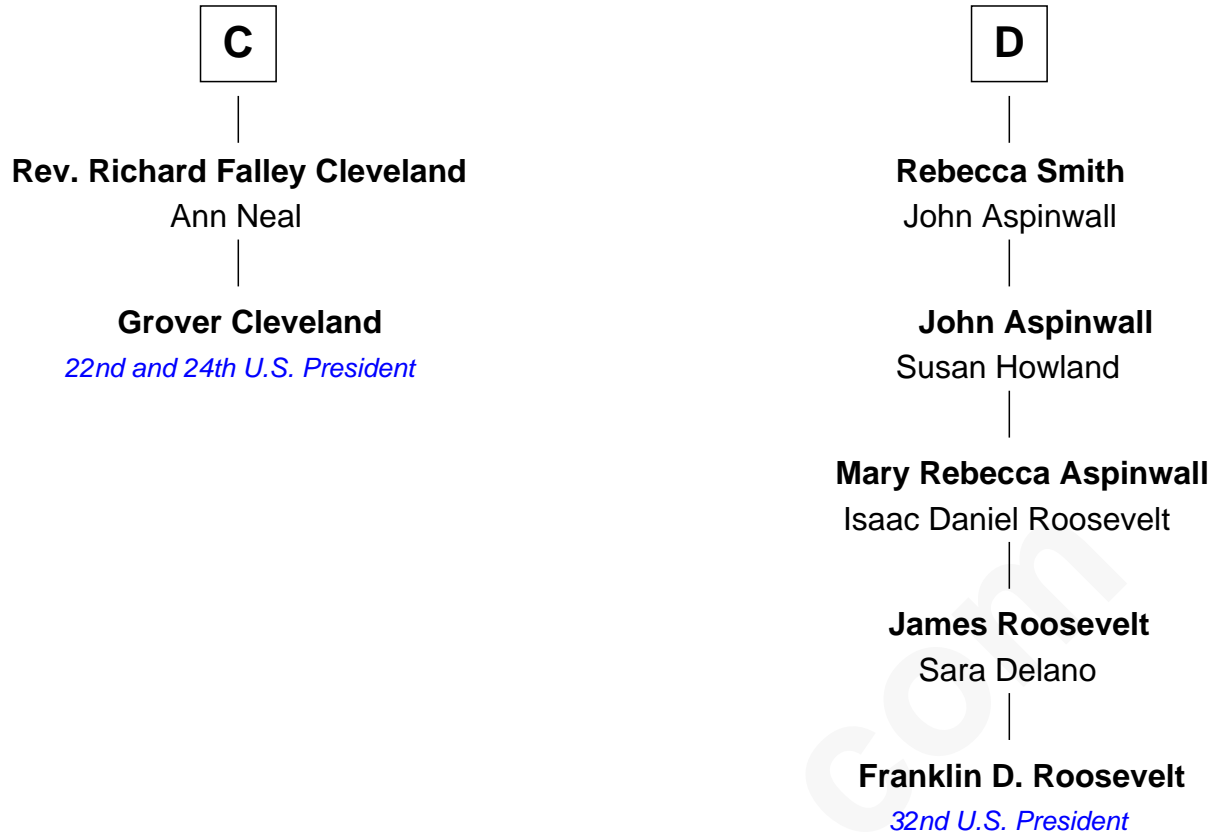 C
Rev. Richard Falley Cleveland
Ann Neal
Grover Cleveland
22nd and 24th U.S. President
D
Rebecca Smith
John Aspinwall
John Aspinwall
Susan Howland
Mary Rebecca Aspinwall
Isaac Daniel Roosevelt
James Roosevelt
Sara Delano
Franklin D. Roosevelt
32nd U.S. President
com